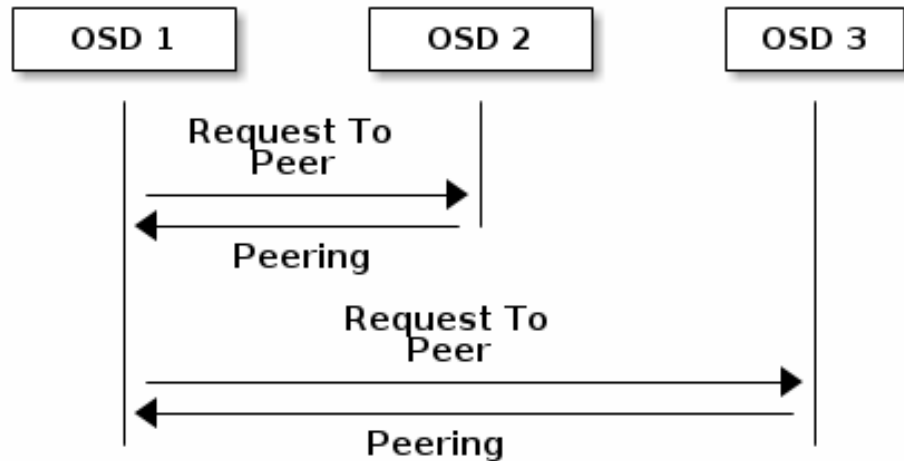 OSD 1
OSD 2
OSD 3
Request To
Peer
Peering
Request To
Peer
Peering